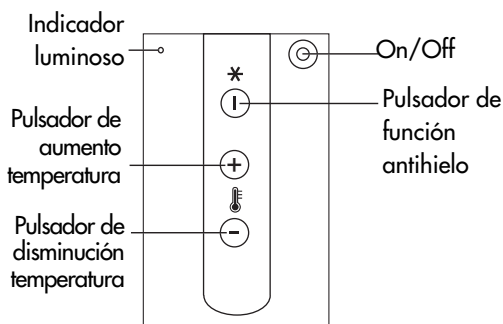 Indicador
luminoso
On/Off
Pulsador de
función
antihielo
Pulsador de
aumento
temperatura
Pulsador de
disminución
temperatura